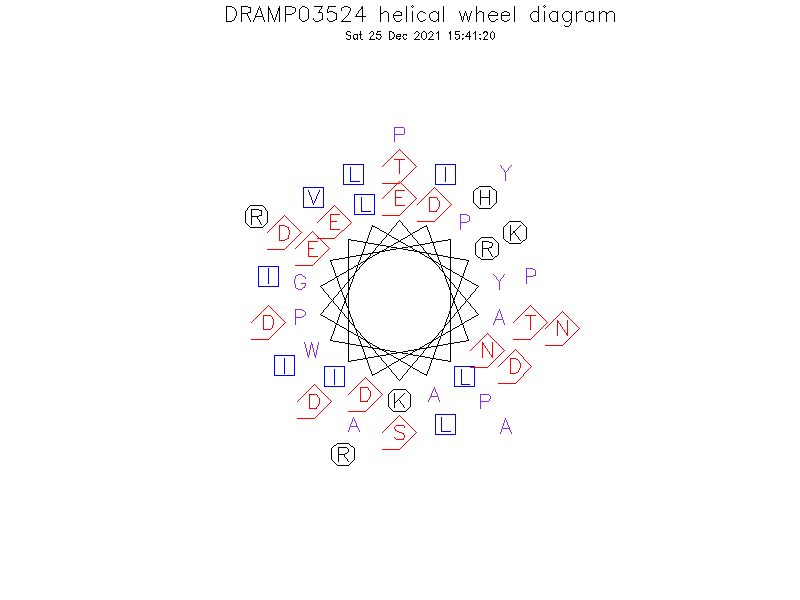 DRAMP03524 helical wheel diagram
Sat 25 Dec 2021 15:41:20
P
L T I Y
V L E D H
R D E E P R K
I G Y P
D P A T N
W N
I I L D
D D K A P
A S L A
R